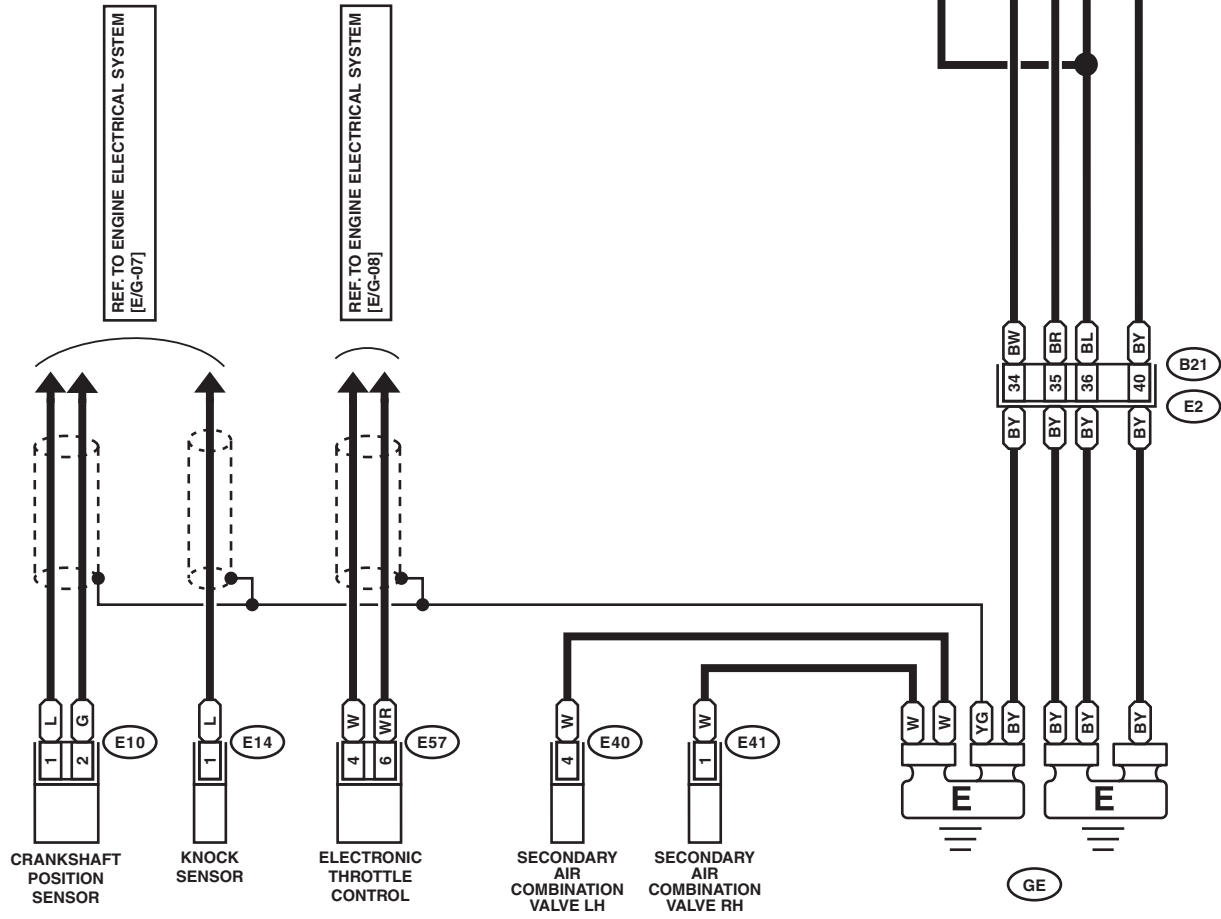 REF. TO ENGINE ELECTRICAL SYSTEM
[E/G-07]
REF. TO ENGINE ELECTRICAL SYSTEM
[E/G-08]
BW
BR
BL
BY
34
35
36
40
B21
E2
BY
BY
BY
BY
L
G
L
W
WR
W
W
W
W
YG
BY
BY
BY
BY
1
2
E10
1
E14
4
6
E57
4
E40
1
E41
E
E
CRANKSHAFT
POSITION
SENSOR
KNOCK
SENSOR
ELECTRONIC
THROTTLE
CONTROL
SECONDARY
AIR
COMBINATION
VALVE LH
SECONDARY
AIR
COMBINATION
VALVE RH
GE